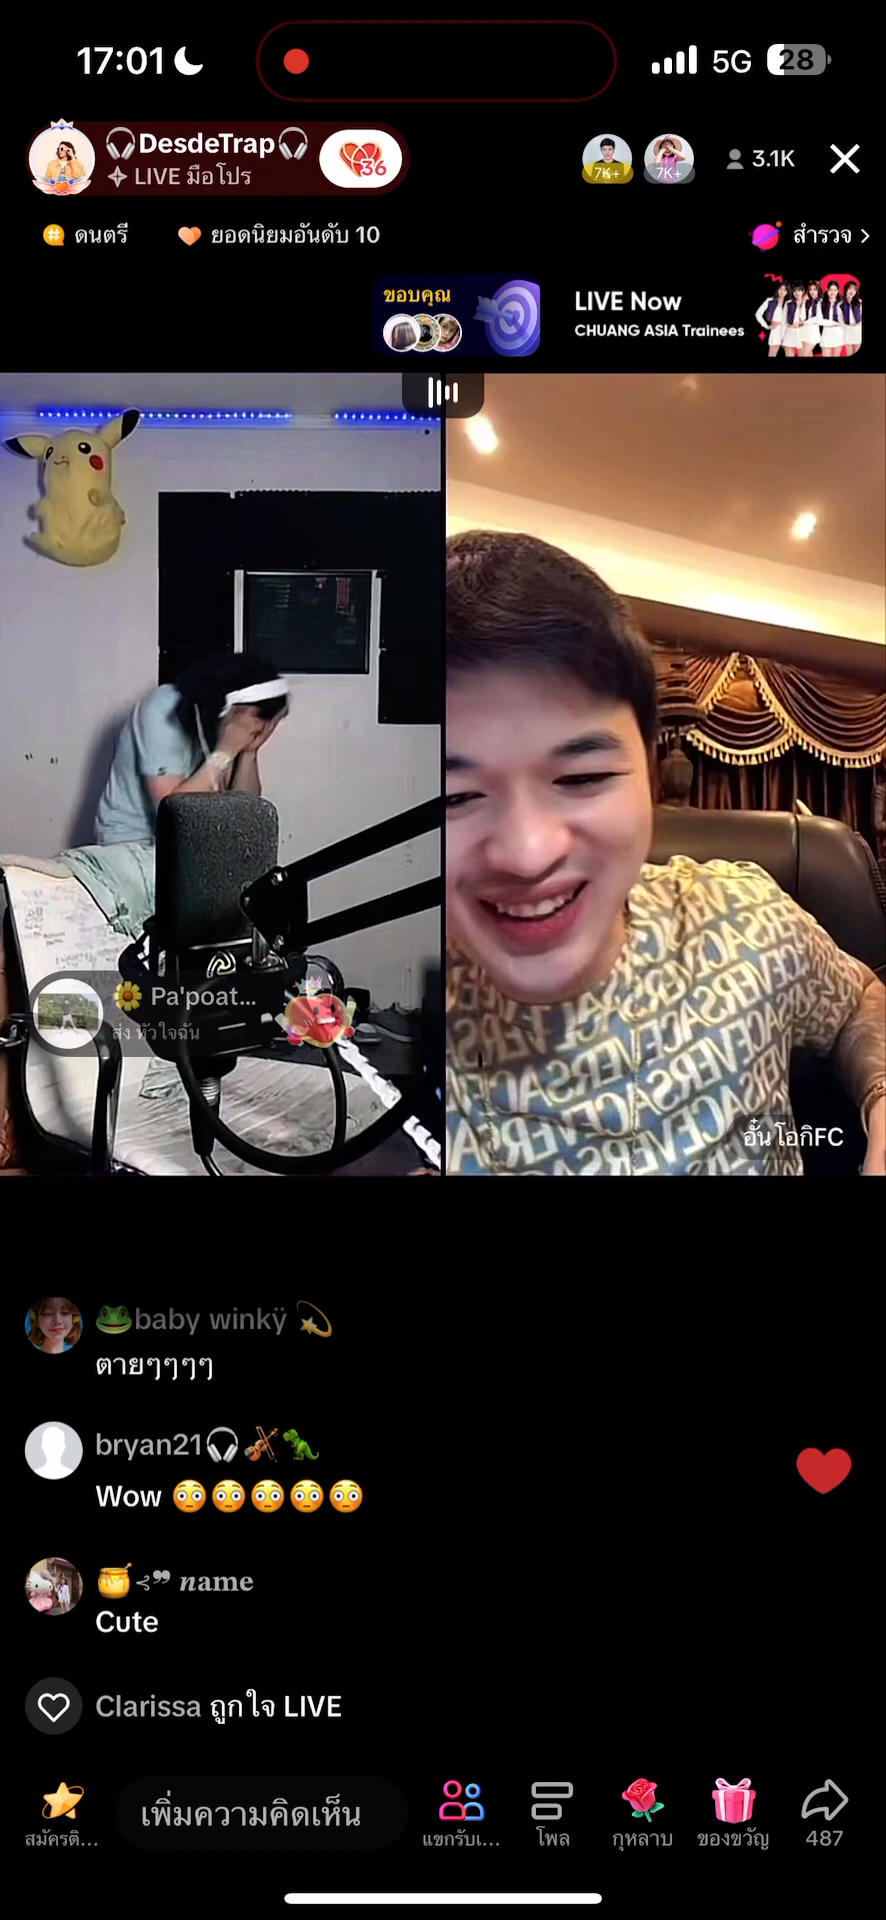 17:01
5G
28
🎧DesdeTrap🎧
LIVE มือโปร
36
7K+
7K+
3.1K
ดนตรี
ยอดนิยมอันดับ 10
สำรวจ
ขอบคุณ
LIVE Now
CHUANG ASIA Trainees
🌼 Pa'poat...
ส่ง หัวใจฉัน
VERSACE
อั๋น โอกิFC
🐸baby winkÿ 💫
ตายๆๆๆๆ
bryan21🎧🎻🦖
Wow 😳😳😳😳😳
🍯⪪❞ 𝒏𝐚𝐦𝐞
Cute
Clarissa ถูกใจ LIVE
สมัครติ...
เพิ่มความคิดเห็น
แขกรับเ...
โพล
กุหลาบ
ของขวัญ
487